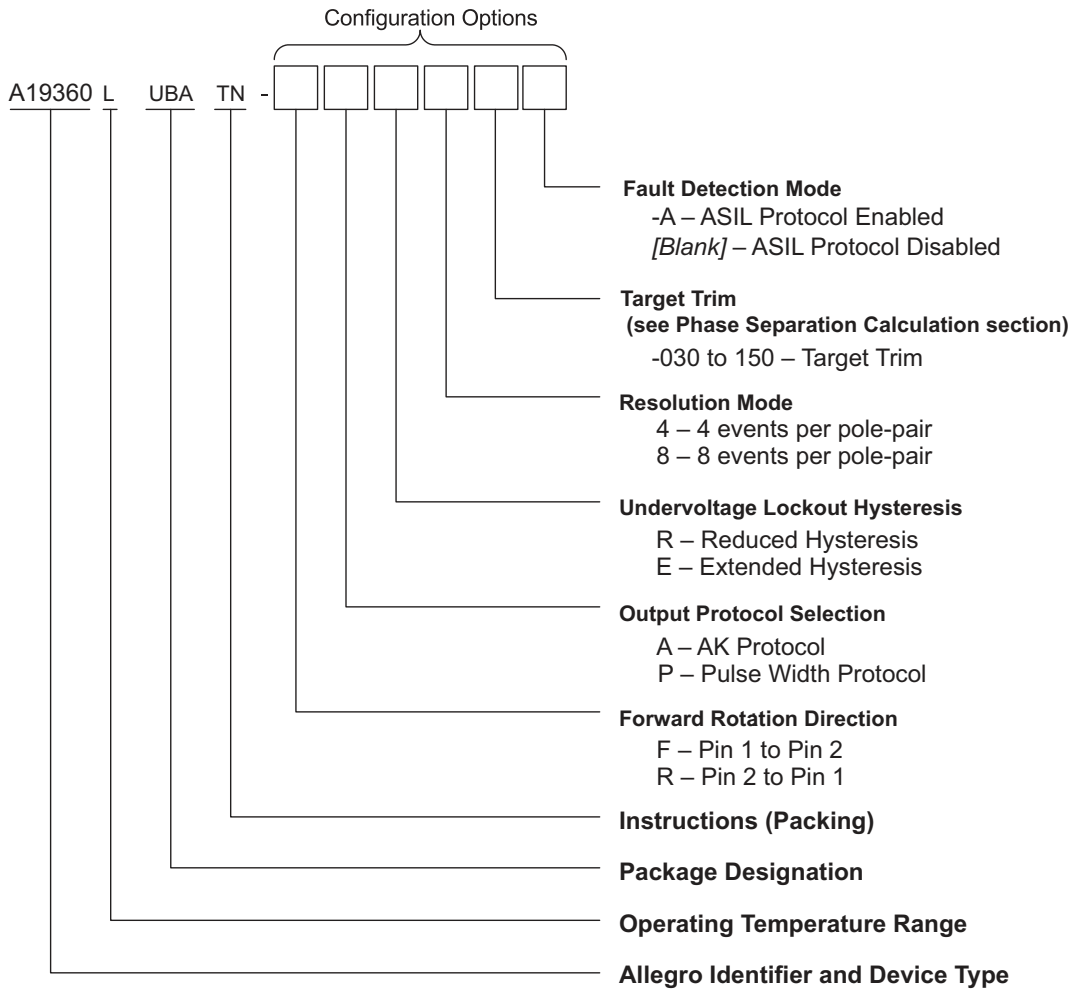 Configuration Options
A19360 L UBA TN -
Fault Detection Mode
-A – ASIL Protocol Enabled
[Blank] – ASIL Protocol Disabled
Target Trim
(see Phase Separation Calculation section)
-030 to 150 – Target Trim
Resolution Mode
4 – 4 events per pole-pair
8 – 8 events per pole-pair
Undervoltage Lockout Hysteresis
R – Reduced Hysteresis
E – Extended Hysteresis
Output Protocol Selection
A – AK Protocol
P – Pulse Width Protocol
Forward Rotation Direction
F – Pin 1 to Pin 2
R – Pin 2 to Pin 1
Instructions (Packing)
Package Designation
Operating Temperature Range
Allegro Identifier and Device Type